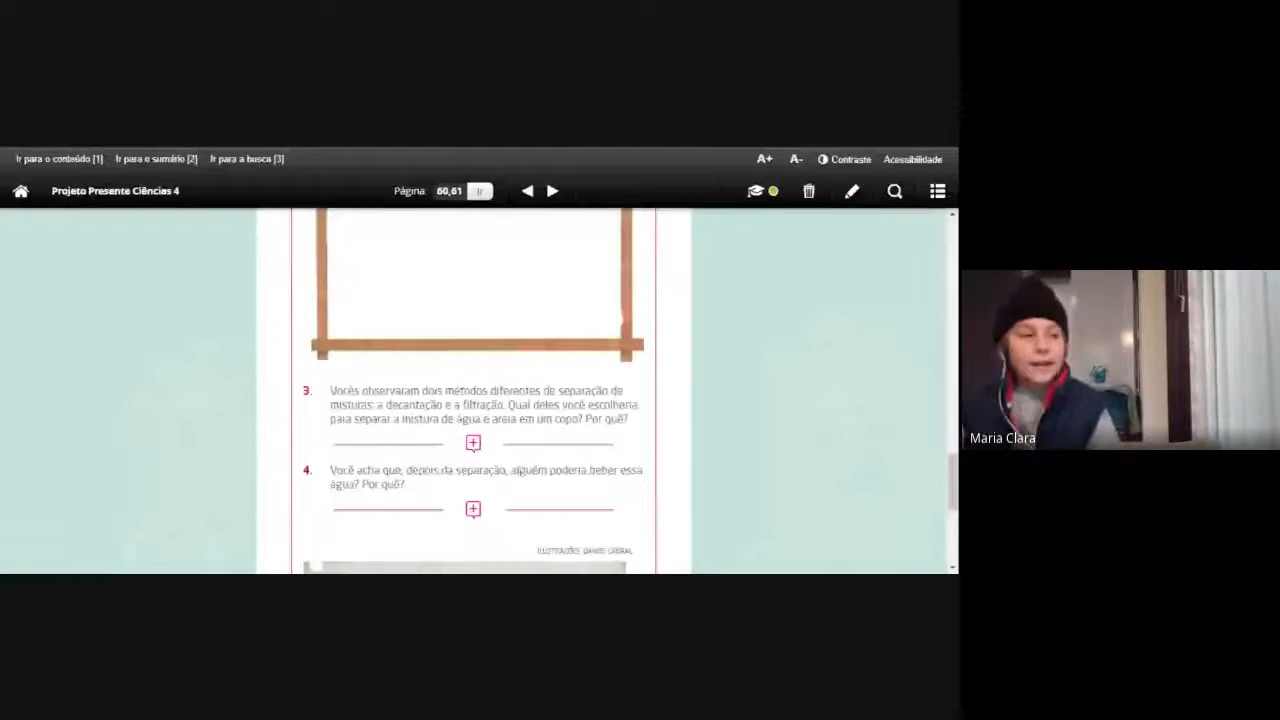 Ir para o conteúdo [1] Ir para o sumário [2] Ir para a busca [3] A+ A- Contraste Acessibilidade
Projeto Presente Ciências 4 Página: 60,61 Ir
3. Vocês observaram dois métodos diferentes de separação de
misturas: a decantação e a filtração. Qual deles você escolheria
para separar a mistura de água e areia em um copo? Por quê?
4. Você acha que, depois da separação, alguém poderia beber essa
água? Por quê?
ILUSTRAÇÕES:
Maria Clara